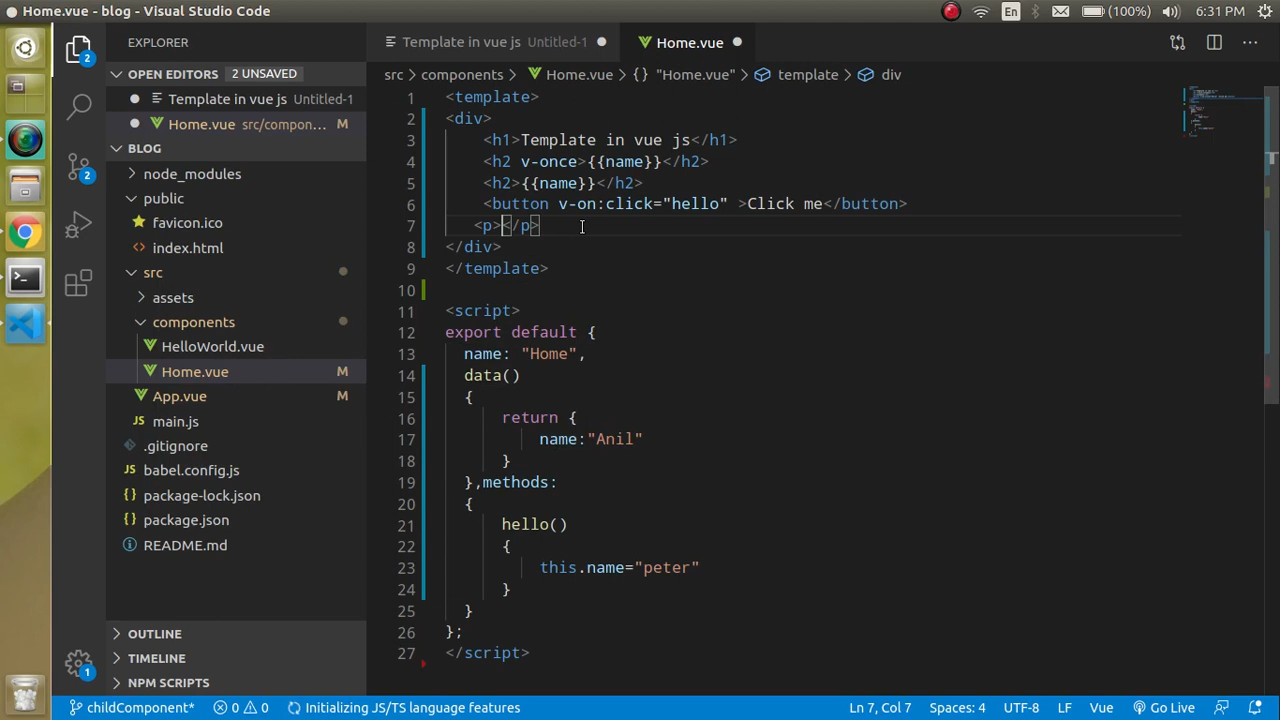 Home.vue - blog - Visual Studio Code
En
(100%)
6:31 PM
EXPLORER
Template in vue js Untitled-1
Home.vue
OPEN EDITORS 2 UNSAVED
src > components > Home.vue > {} "Home.vue" > template > div
Template in vue js Untitled-1
Home.vue src/compon... M
BLOG
node_modules
public
favicon.ico
index.html
src
assets
components
HelloWorld.vue
Home.vue M
App.vue M
main.js
.gitignore
babel.config.js
package-lock.json
package.json
README.md
OUTLINE
TIMELINE
NPM SCRIPTS
2
2
1
1 <template>
2 <div>
3 <h1>Template in vue js</h1>
4 <h2 v-once>{{name}}</h2>
5 <h2>{{name}}</h2>
6 <button v-on:click="hello" >Click me</button>
7 <p></p>
8 </div>
9 </template>
10
11 <script>
12 export default {
13 name: "Home",
14 data()
15 {
16 return {
17 name:"Anil"
18 }
19 },methods:
20 {
21 hello()
22 {
23 this.name="peter"
24 }
25 }
26 };
27 </script>
childComponent* 0 0 Initializing JS/TS language features
Ln 7, Col 7 Spaces: 4 UTF-8 LF Vue Go Live